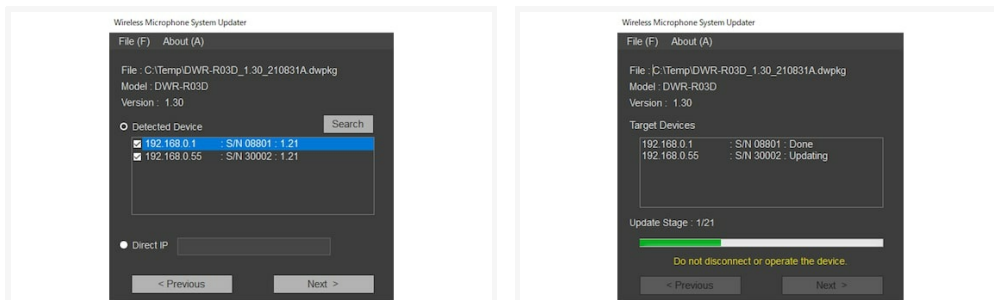 Wireless Microphone System Updater
File (F) About (A)
File : C:\Temp\DWR-R03D_1.30_210831A.dwpkg
Model : DWR-R03D
Version : 1.30
Detected Device
Search
192.168.0.1 : S/N 08801 : 1.21
192.168.0.55 : S/N 30002 : 1.21
Direct IP
< Previous Next >
Wireless Microphone System Updater
File (F) About (A)
File : C:\Temp\DWR-R03D_1.30_210831A.dwpkg
Model : DWR-R03D
Version : 1.30
Target Devices
192.168.0.1 : S/N 08801 : Done
192.168.0.55 : S/N 30002 : Updating
Update Stage : 1/21
Do not disconnect or operate the device.
< Previous Next >